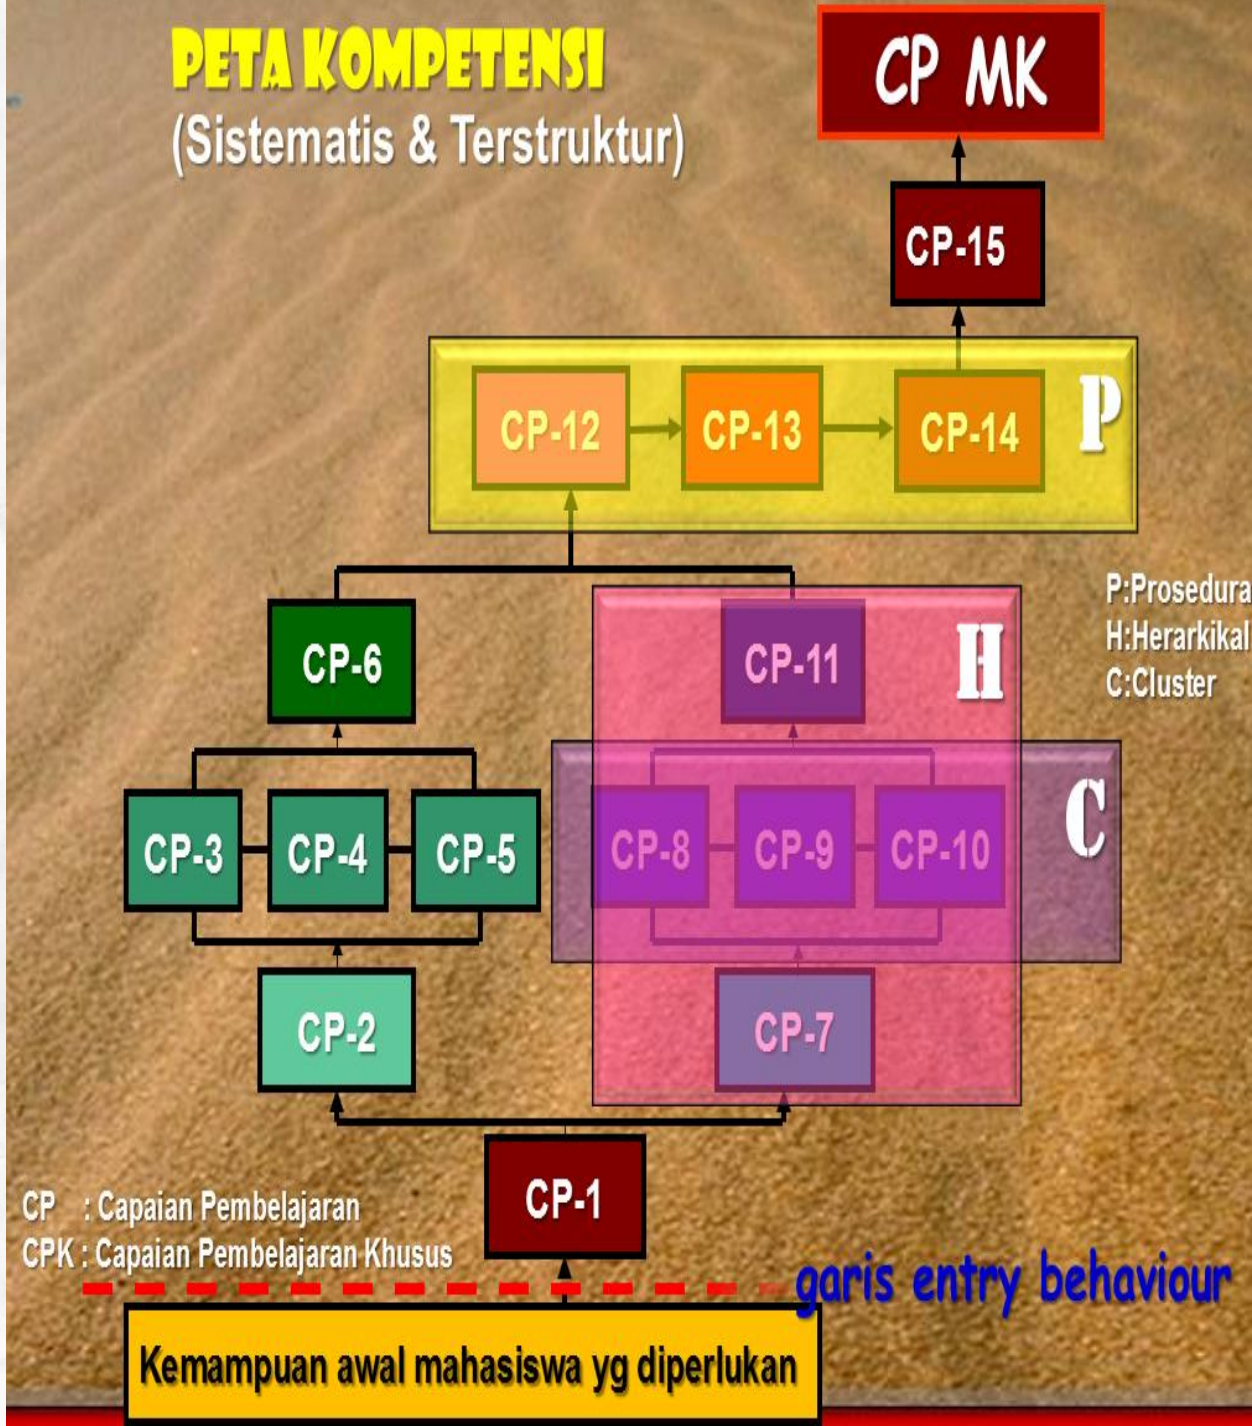 PETA KOMPETENSI
(Sistematis & Terstruktur)
CP MK
CP-15
CP-12
CP-13
CP-14
P
P:Prosedura
H:Herarkikal
C:Cluster
CP-6
CP-11
H
CP-3
CP-4
CP-5
CP-8
CP-9
CP-10
C
CP-2
CP-7
CP-1
CP : Capaian Pembelajaran
CPK : Capaian Pembelajaran Khusus
garis entry behaviour
Kemampuan awal mahasiswa yg diperlukan